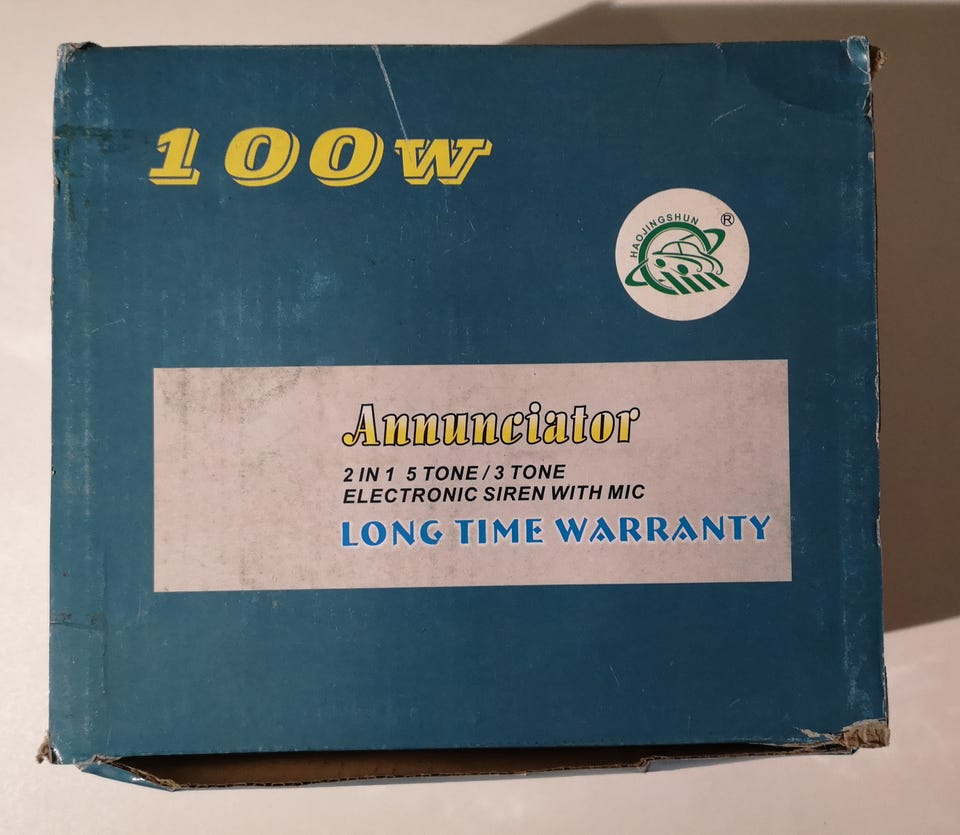 100W
HAOJINGSHUN ®
Annunciator
2 IN 1 5 TONE / 3 TONE
ELECTRONIC SIREN WITH MIC
LONG TIME WARRANTY